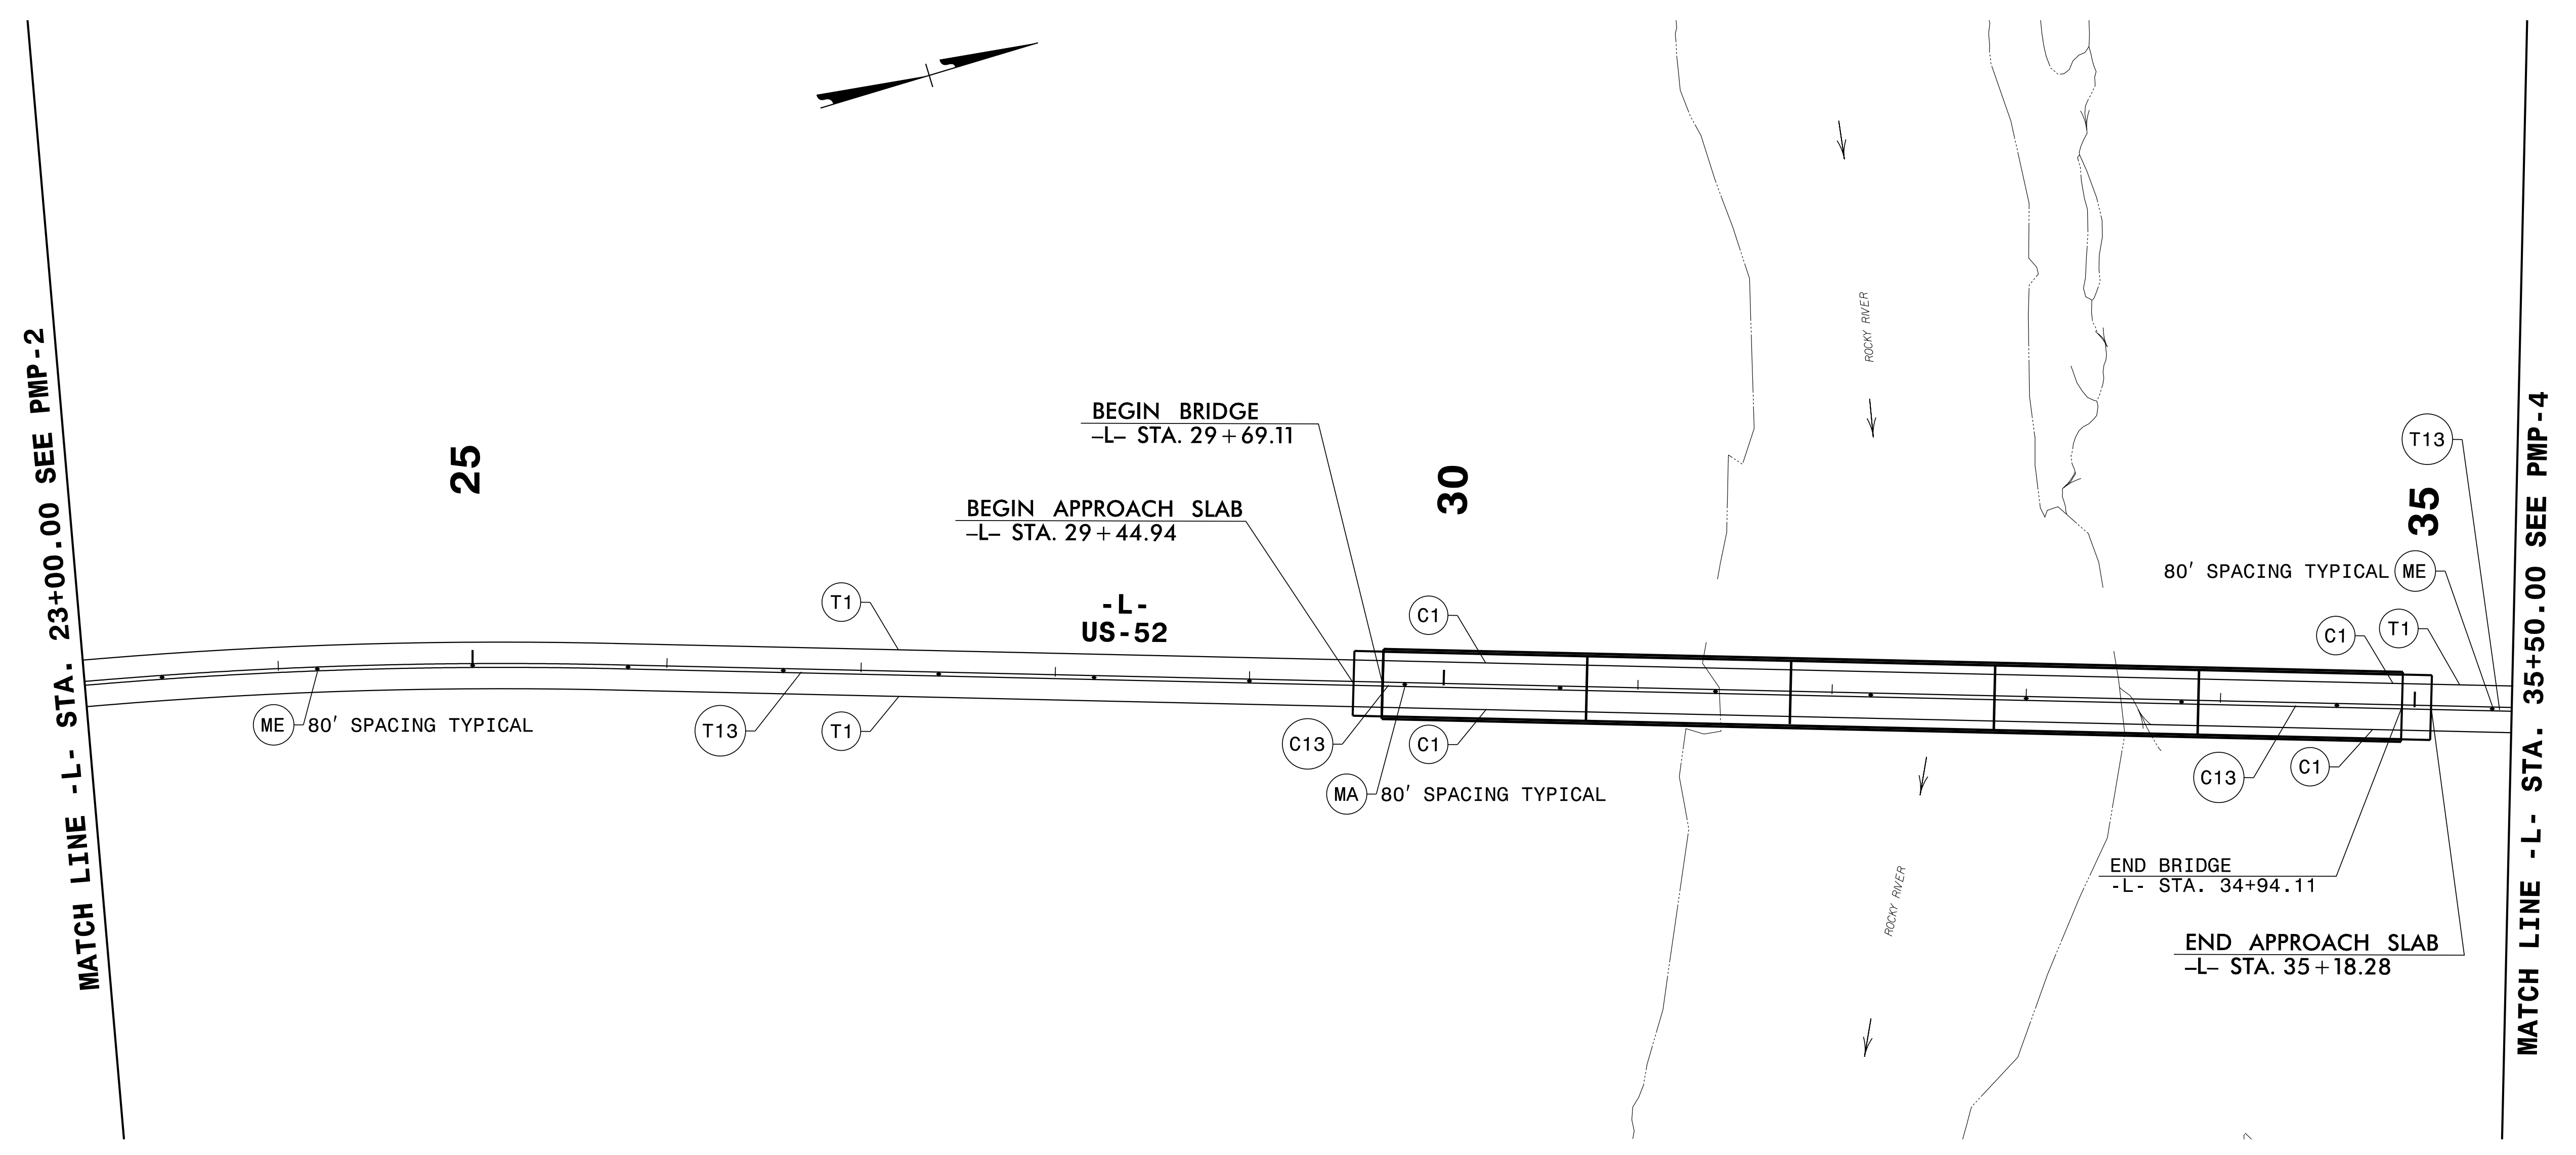 MATCH LINE -L- STA. 23+00.00 SEE PMP-2
25
BEGIN BRIDGE
-L- STA. 29+69.11
BEGIN APPROACH SLAB
-L- STA. 29+44.94
30
ROCKY RIVER
35
T13
80' SPACING TYPICAL ME
T1
-L-
US-52
C1
C1
T1
ME 80' SPACING TYPICAL
T13
T1
C13
C1
MA 80' SPACING TYPICAL
C13
C1
END BRIDGE
-L- STA. 34+94.11
ROCKY RIVER
END APPROACH SLAB
-L- STA. 35+18.28
MATCH LINE -L- STA. 35+50.00 SEE PMP-4